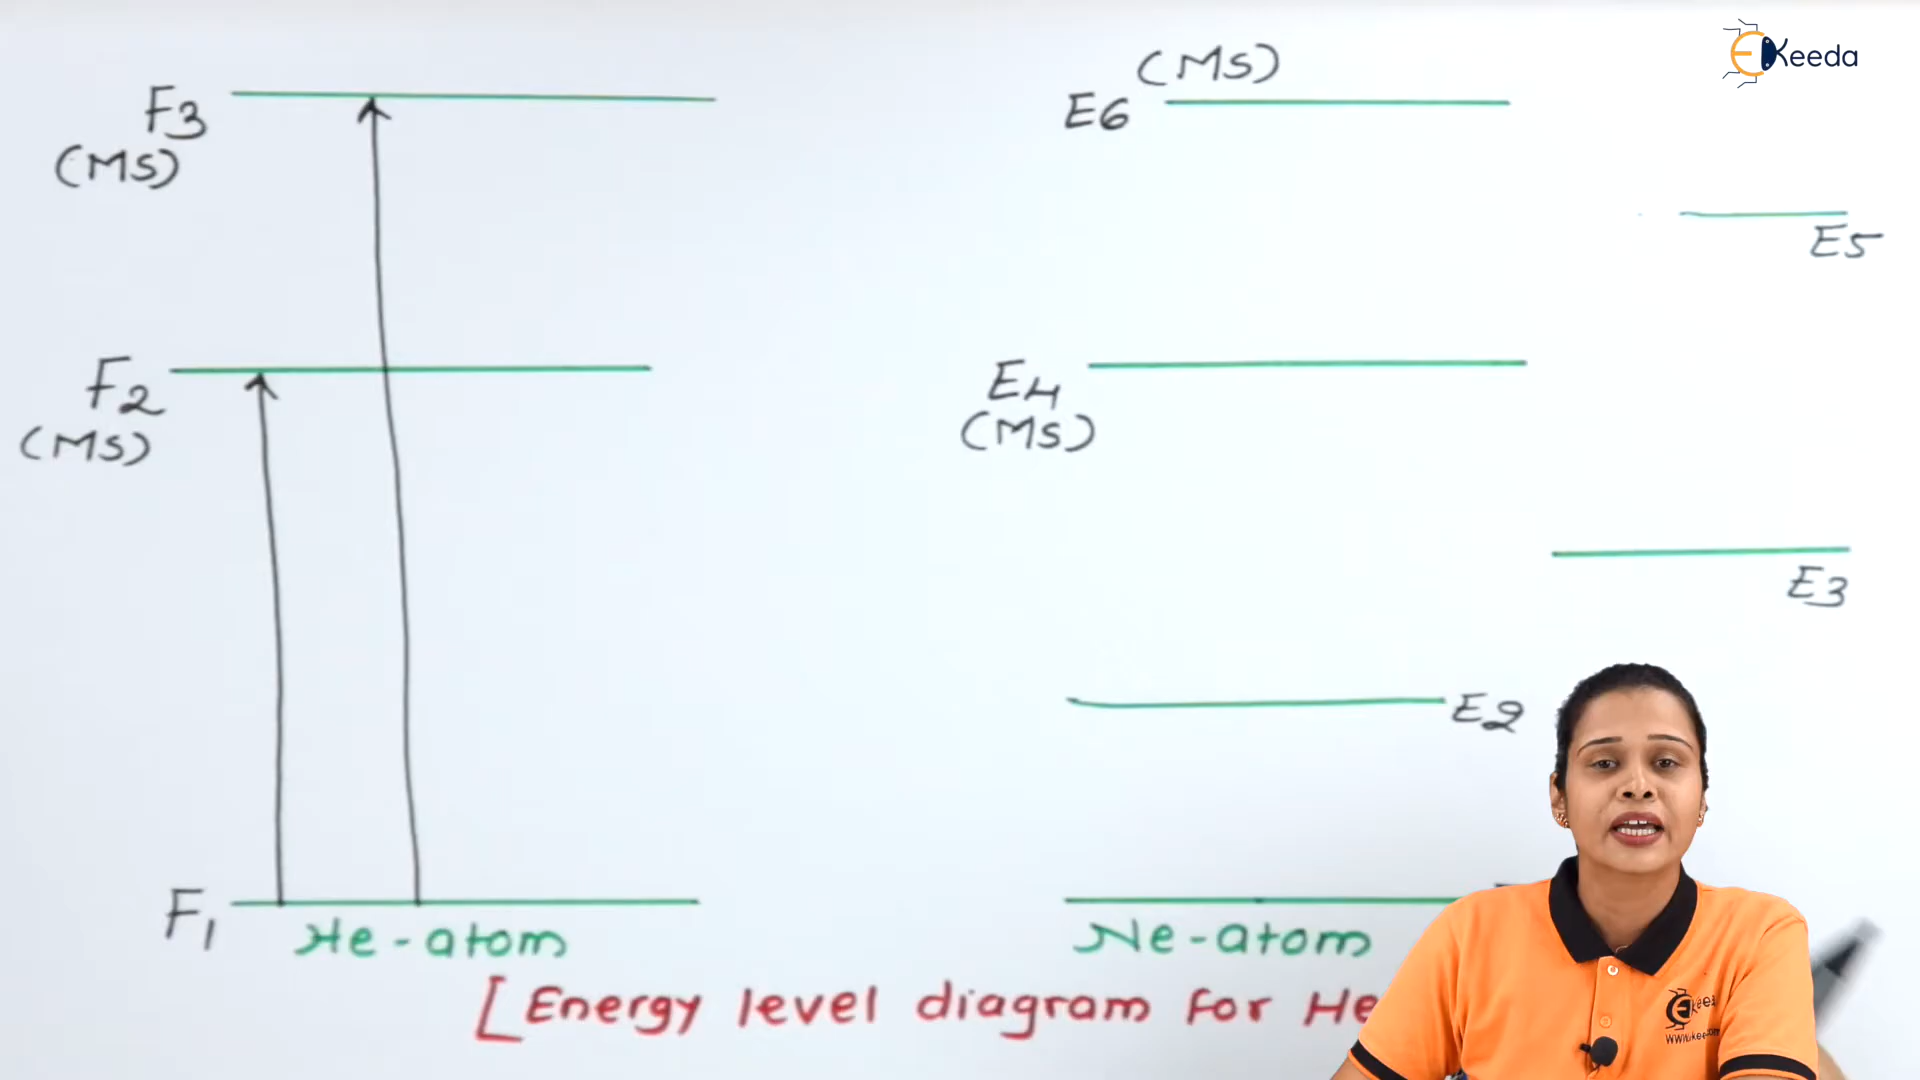 EKeeda
(MS)
F3
(MS)
E6
E5
F2
(MS)
E4
(MS)
E3
E2
F1
He-atom
Ne-atom
[Energy level diagram for He